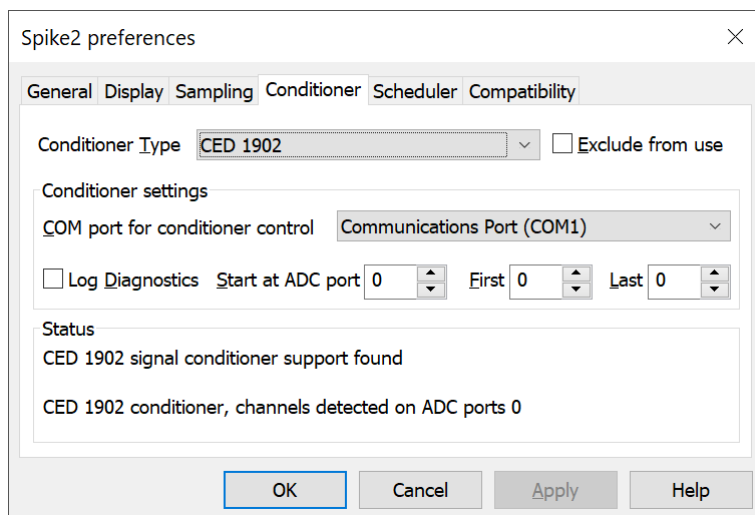 Spike2 preferences
General Display Sampling Conditioner Scheduler Compatibility
Conditioner Type CED 1902 Exclude from use
Conditioner settings
COM port for conditioner control Communications Port (COM1)
Log Diagnostics Start at ADC port 0 First 0 Last 0
Status
CED 1902 signal conditioner support found
CED 1902 conditioner, channels detected on ADC ports 0
OK Cancel Apply Help